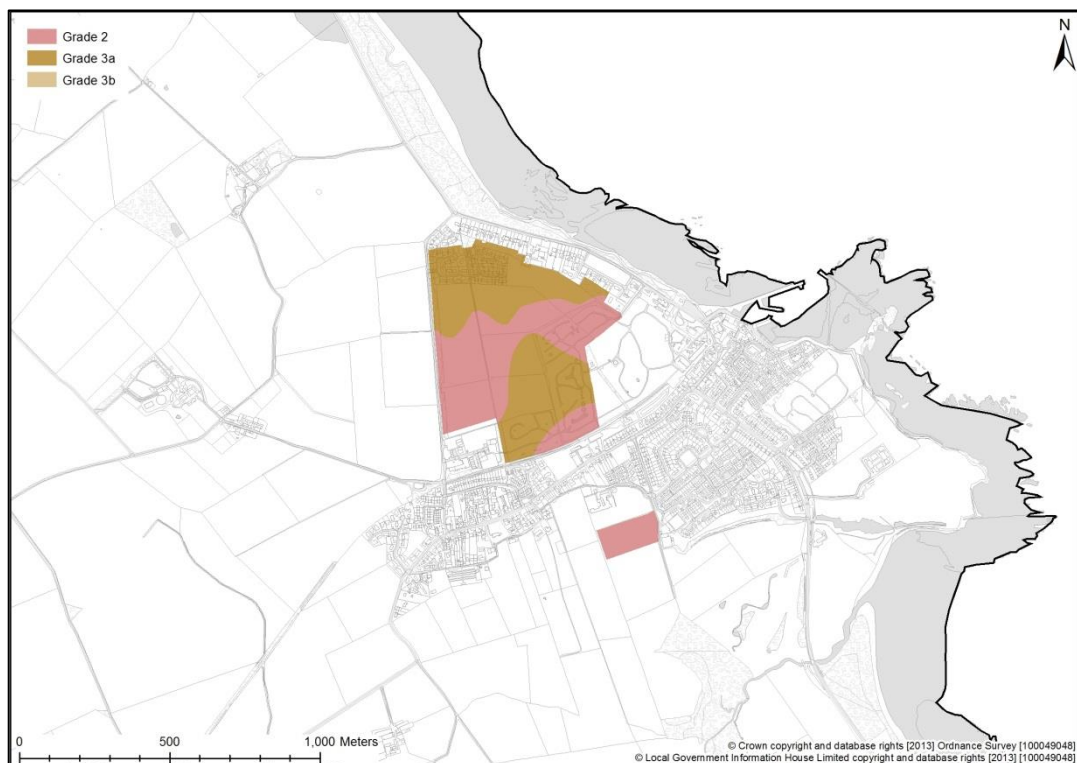 Grade 2
Grade 3a
Grade 3b
N
0 500 1,000 Meters
© Crown copyright and database rights [2013] Ordnance Survey [100049048]
© Local Government Information House Limited copyright and database rights [2013] [100049048]